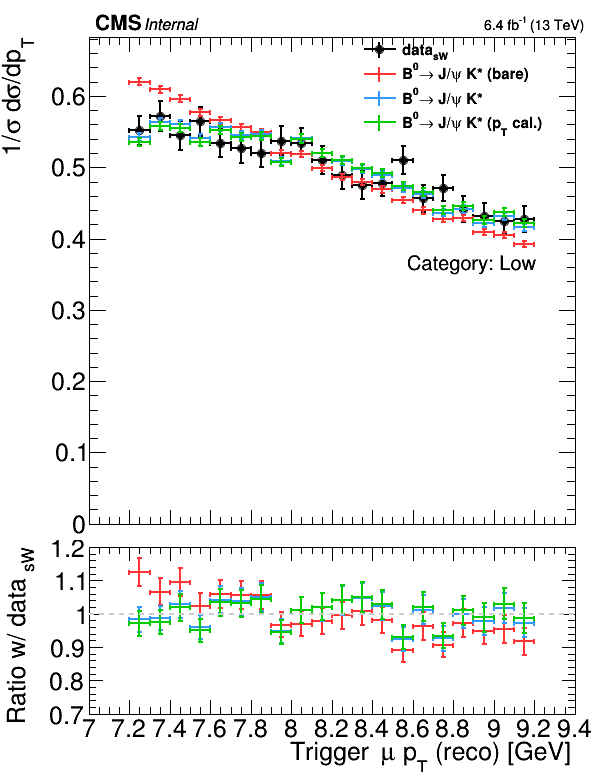 CMS Internal 6.4 fb⁻¹ (13 TeV)
1/σ dσ/dp_T
data_sW
B⁰→ J/ψ K* (bare)
B⁰→ J/ψ K*
B⁰→ J/ψ K* (p_T cal.)
Category: Low
0.6
0.5
0.4
0.3
0.2
0.1
0
Ratio w/ data sW
1.2
1.1
1
0.9
0.8
0.7
7 7.2 7.4 7.6 7.8 8 8.2 8.4 8.6 8.8 9 9.2 9.4
Trigger μ p_T (reco) [GeV]